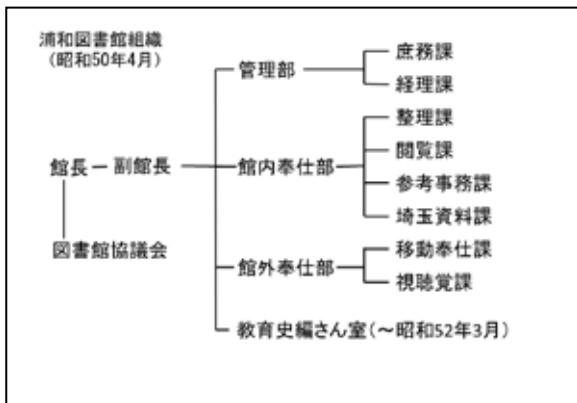 浦和図書館組織
（昭和50年4月）
館長
副館長
図書館協議会
管理部
庶務課
経理課
館内奉仕部
整理課
閲覧課
参考事務課
埼玉資料課
館外奉仕部
移動奉仕課
視聴覚課
教育史編さん室（～昭和52年3月）